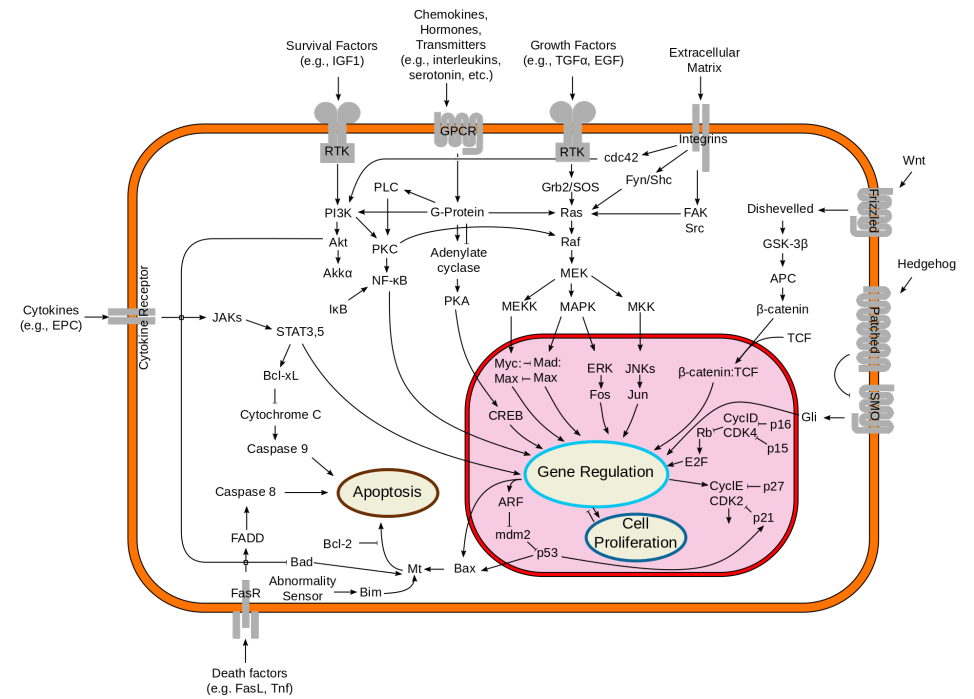 Chemokines,
Hormones,
Transmitters
(e.g., interleukins,
serotonin, etc.)
Survival Factors
(e.g., IGF1)
Growth Factors
(e.g., TGFα, EGF)
Extracellular
Matrix
RTK
GPCR
RTK
Integrins
cdc42
Wnt
Fyn/Shc
PLC
Grb2/SOS
Frizzled
PI3K
G-Protein
Ras
FAK
Src
Dishevelled
Akt
PKC
Raf
GSK-3β
Adenylate
cyclase
Akkα
NF-κB
MEK
APC
Hedgehog
IκB
PKA
MEKK
MAPK
MKK
β-catenin
Cytokines
(e.g., EPC)
Cytokine Receptor
JAKs
STAT3,5
TCF
Patched
Myc:
Max
Mad:
Max
ERK
JNKs
β-catenin:TCF
Bcl-xL
Fos
Jun
SMO
Cytochrome C
CREB
CycID
CDK4
p16
p15
Gli
Rb
Caspase 9
E2F
Gene Regulation
Caspase 8
Apoptosis
ARF
CyclE
CDK2
p27
p21
FADD
Cell
Proliferation
mdm2
Bcl-2
p53
Bad
Mt
Bax
FasR
Abnormality
Sensor
Bim
Death factors
(e.g. FasL, Tnf)